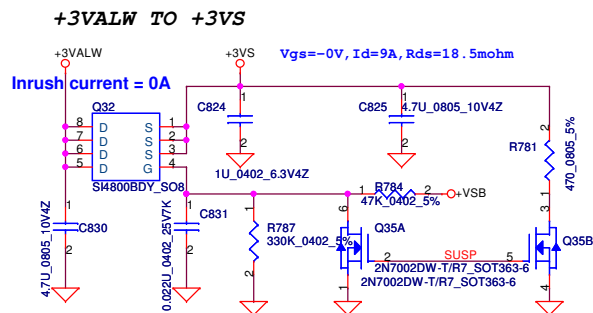 +3VALW TO +3VS
+3VALW
+3VS
Vgs=-0V,Id=9A,Rds=18.5mohm
Inrush current = 0A
Q32
8 D S 1
7 D S 2
6 D S 3
5 D G 4
SI4800BDY_SO8
C824
1
2
1U_0402_6.3V4Z
C825
1
2
4.7U_0805_10V4Z
R781
2
1
470_0805_5%
C830
1
2
4.7U_0805_10V4Z
C831
1
2
0.022U_0402_25V7K
R787
330K_0402_5%
1
2
R784
1 2
47K_0402_5%
+VSB
Q35A
6
2
1
SUSP
Q35B
3
5
4
2N7002DW-T/R7_SOT363-6
2N7002DW-T/R7_SOT363-6